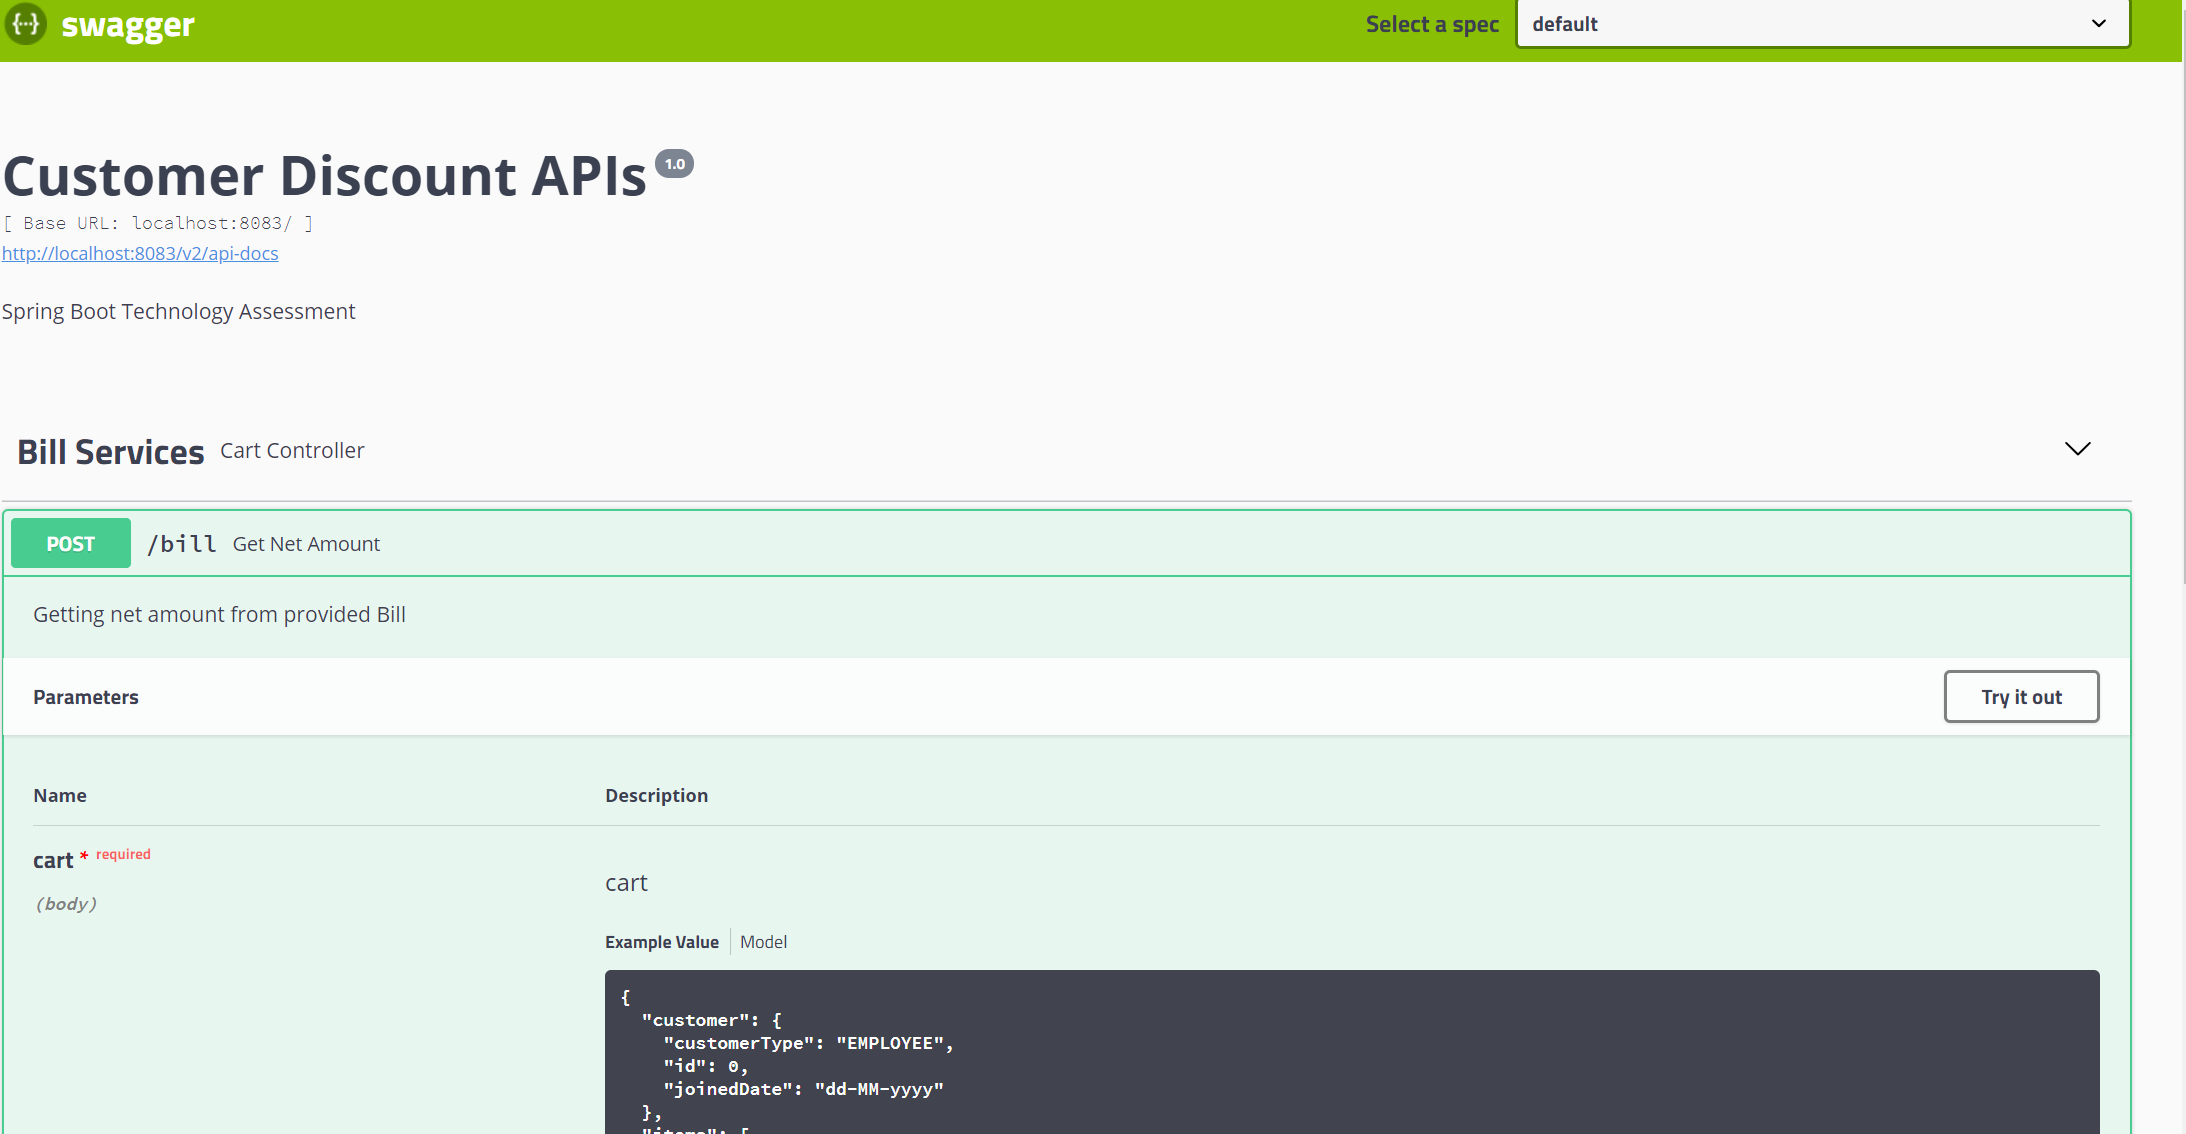 {···} swagger Select a spec default
Customer Discount APIs 1.0
[ Base URL: localhost:8083/ ]
http://localhost:8083/v2/api-docs
Spring Boot Technology Assessment
Bill Services Cart Controller
POST /bill Get Net Amount
Getting net amount from provided Bill
Parameters Try it out
Name Description
cart * required
(body)
cart
Example Value Model
{
"customer": {
"customerType": "EMPLOYEE",
"id": 0,
"joinedDate": "dd-MM-yyyy"
},
"items": [